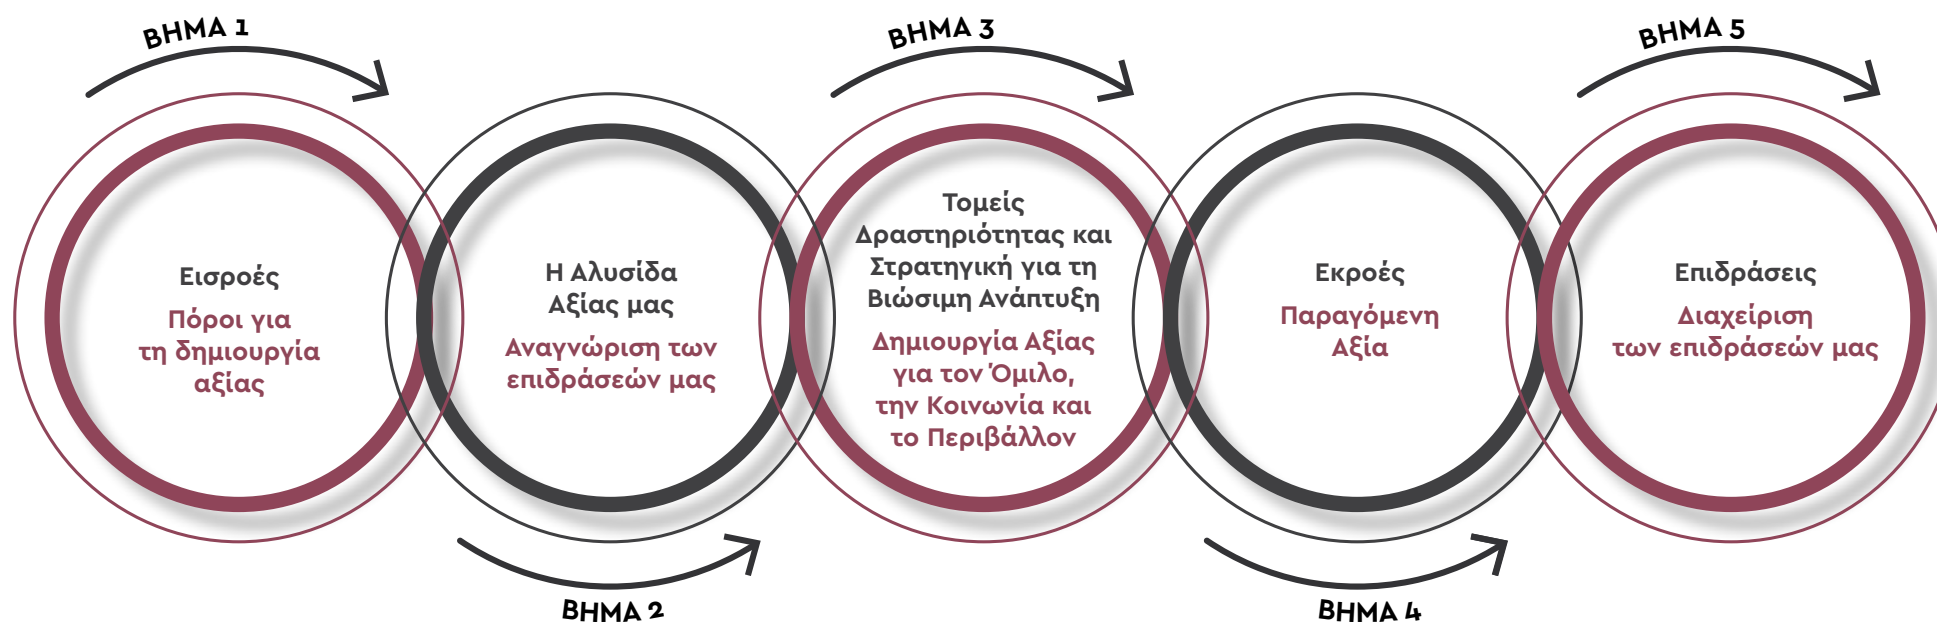 ΒΗΜΑ 1
Εισροές
Πόροι για
τη δημιουργία
αξίας
ΒΗΜΑ 2
Η Αλυσίδα
Αξίας μας
Αναγνώριση των
επιδράσεών μας
ΒΗΜΑ 3
Τομείς
Δραστηριότητας και
Στρατηγική για τη
Βιώσιμη Ανάπτυξη
Δημιουργία Αξίας
για τον Όμιλο,
την Κοινωνία και
το Περιβάλλον
ΒΗΜΑ 4
Εκροές
Παραγόμενη
Αξία
ΒΗΜΑ 5
Επιδράσεις
Διαχείριση
των επιδράσεών μας